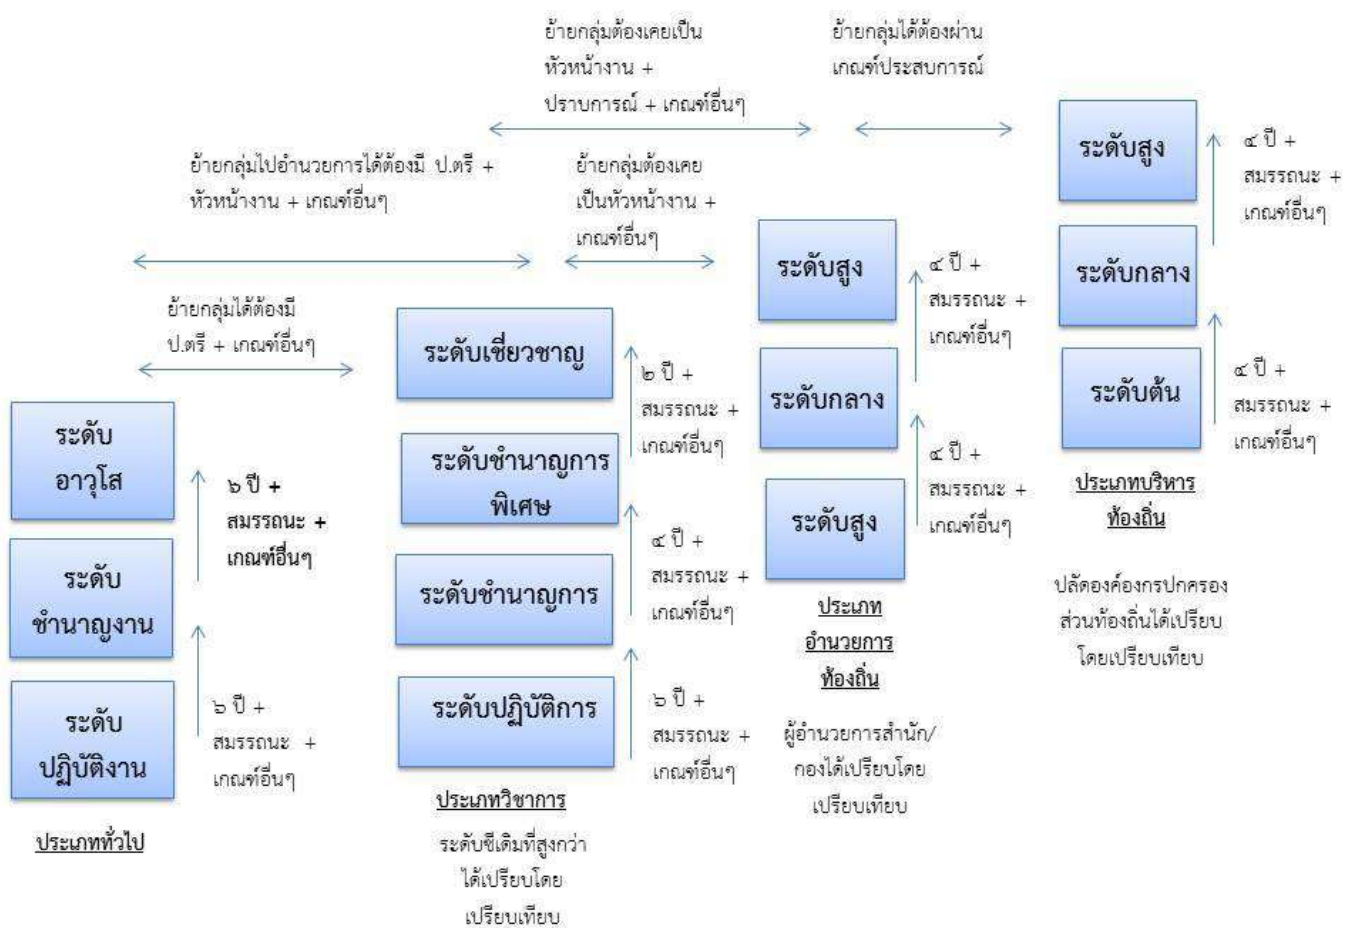 ย้ายกลุ่มต้องเคยเป็น
หัวหน้างาน +
ปราบการณ์ + เกณฑ์อื่นๆ
ย้ายกลุ่มได้ต้องผ่าน
เกณฑ์ประสบการณ์
ย้ายกลุ่มไปอำนวยการได้ต้องมี ป.ตรี +
หัวหน้างาน + เกณฑ์อื่นๆ
ย้ายกลุ่มต้องเคย
เป็นหัวหน้างาน +
เกณฑ์อื่นๆ
ย้ายกลุ่มได้ต้องมี
ป.ตรี + เกณฑ์อื่นๆ
ระดับ
อาวุโส
๖ ปี +
สมรรถนะ +
เกณฑ์อื่นๆ
ระดับ
ชำนาญงาน
ระดับ
ปฏิบัติงาน
๖ ปี +
สมรรถนะ +
เกณฑ์อื่นๆ
ประเภททั่วไป
ระดับเชี่ยวชาญ
๒ ปี +
สมรรถนะ +
เกณฑ์อื่นๆ
ระดับชำนาญการ
พิเศษ
๔ ปี +
สมรรถนะ +
เกณฑ์อื่นๆ
ระดับชำนาญการ
ระดับปฏิบัติการ
๖ ปี +
สมรรถนะ +
เกณฑ์อื่นๆ
ประเภทวิชาการ
ระดับซีเดิมที่สูงกว่า
ได้เปรียบโดย
เปรียบเทียบ
ระดับสูง
๔ ปี +
สมรรถนะ +
เกณฑ์อื่นๆ
ระดับกลาง
๔ ปี +
สมรรถนะ +
เกณฑ์อื่นๆ
ระดับสูง
ประเภท
อำนวยการ
ท้องถิ่น
ผู้อำนวยการสำนัก/
กองได้เปรียบโดย
เปรียบเทียบ
ระดับสูง
๔ ปี +
สมรรถนะ +
เกณฑ์อื่นๆ
ระดับกลาง
๔ ปี +
สมรรถนะ +
เกณฑ์อื่นๆ
ระดับต้น
ประเภทบริหาร
ท้องถิ่น
ปลัดองค์องกรปกครอง
ส่วนท้องถิ่นได้เปรียบ
โดยเปรียบเทียบ